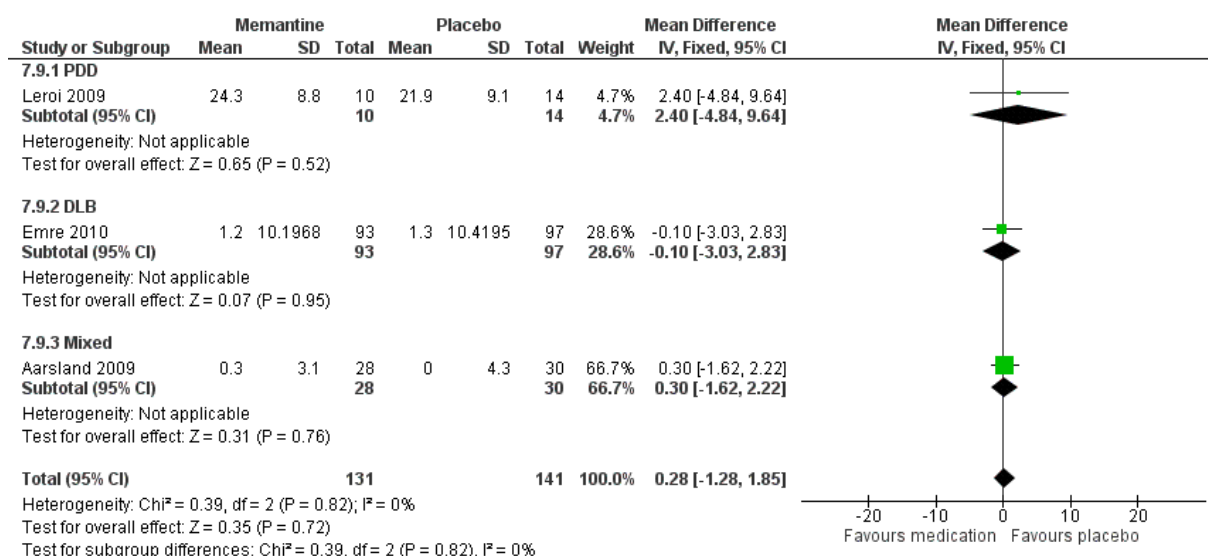 Memantine Placebo Mean Difference Mean Difference
Study or Subgroup Mean SD Total Mean SD Total Weight IV, Fixed, 95% CI IV, Fixed, 95% CI
7.9.1 PDD
Leroi 2009 24.3 8.8 10 21.9 9.1 14 4.7% 2.40 [-4.84, 9.64]
Subtotal (95% CI) 10 14 4.7% 2.40 [-4.84, 9.64]
Heterogeneity: Not applicable
Test for overall effect: Z = 0.65 (P = 0.52)
7.9.2 DLB
Emre 2010 1.2 10.1968 93 1.3 10.4195 97 28.6% -0.10 [-3.03, 2.83]
Subtotal (95% CI) 93 97 28.6% -0.10 [-3.03, 2.83]
Heterogeneity: Not applicable
Test for overall effect: Z = 0.07 (P = 0.95)
7.9.3 Mixed
Aarsland 2009 0.3 3.1 28 0 4.3 30 66.7% 0.30 [-1.62, 2.22]
Subtotal (95% CI) 28 30 66.7% 0.30 [-1.62, 2.22]
Heterogeneity: Not applicable
Test for overall effect: Z = 0.31 (P = 0.76)
Total (95% CI) 131 141 100.0% 0.28 [-1.28, 1.85]
Heterogeneity: Chi² = 0.39, df = 2 (P = 0.82); I² = 0%
Test for overall effect: Z = 0.35 (P = 0.72)
Test for subgroup differences: Chi² = 0.39, df = 2 (P = 0.82), I² = 0%
-20 -10 0 10 20
Favours medication Favours placebo